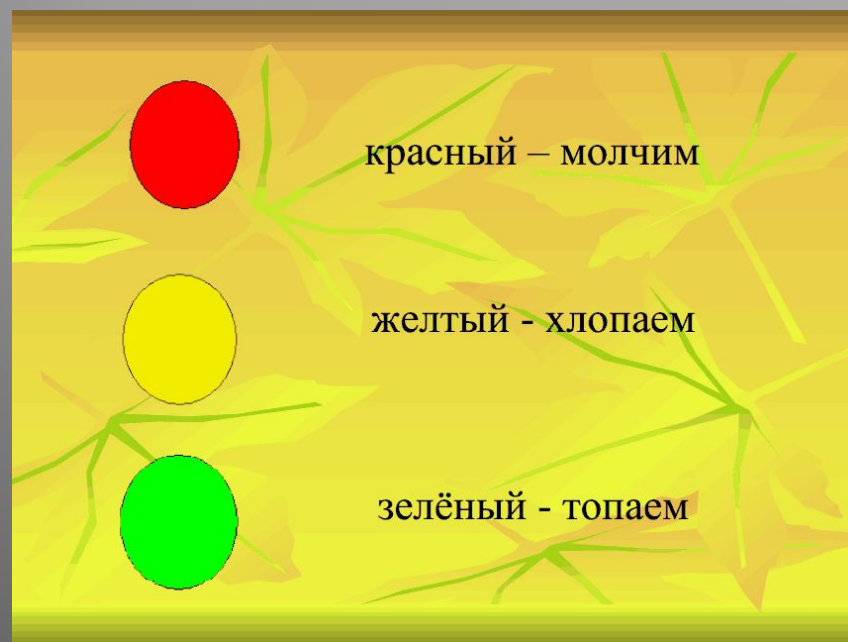 красный – молчим
желтый - хлопаем
зелёный - топаем